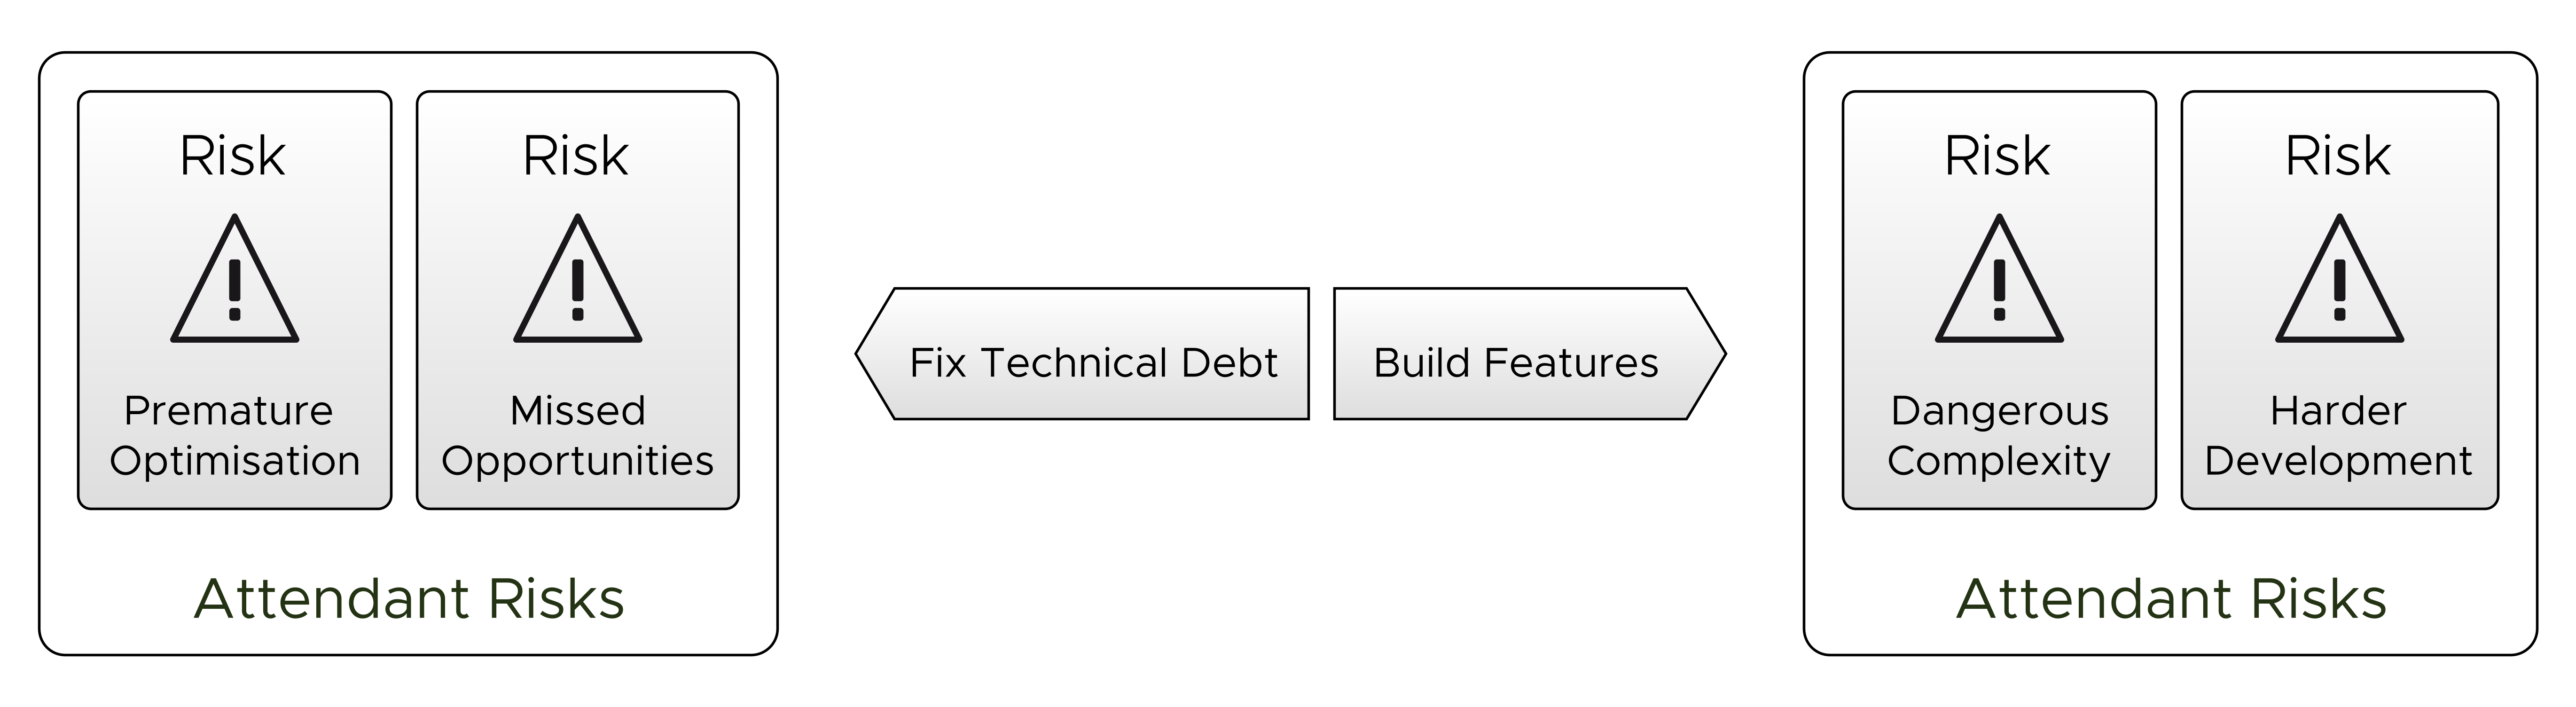 Risk
Premature
Optimisation
Risk
Missed
Opportunities
Attendant Risks
Fix Technical Debt
Build Features
Risk
Dangerous
Complexity
Risk
Harder
Development
Attendant Risks